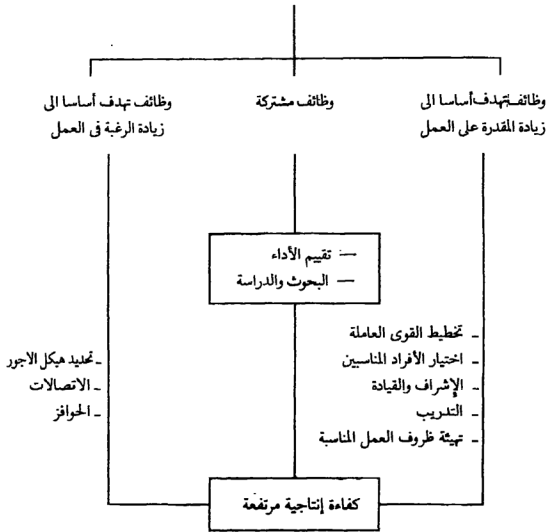 وظائف تهدف أساسا الى
زيادة المقدرة على العمل
وظائف مشتركة
وظائف تهدف أساسا الى
زيادة الرغبة فى العمل
— تقييم الأداء
— البحوث والدراسة
- تخطيط القوى العاملة
- اختيار الأفراد المناسبين
- الإشراف والقيادة
- التدريب
- تهيئة ظروف العمل المناسبة
- تحديد هيكل الاجور
- الاتصالات
- الحوافز
كفاءة إنتاجية مرتفعة